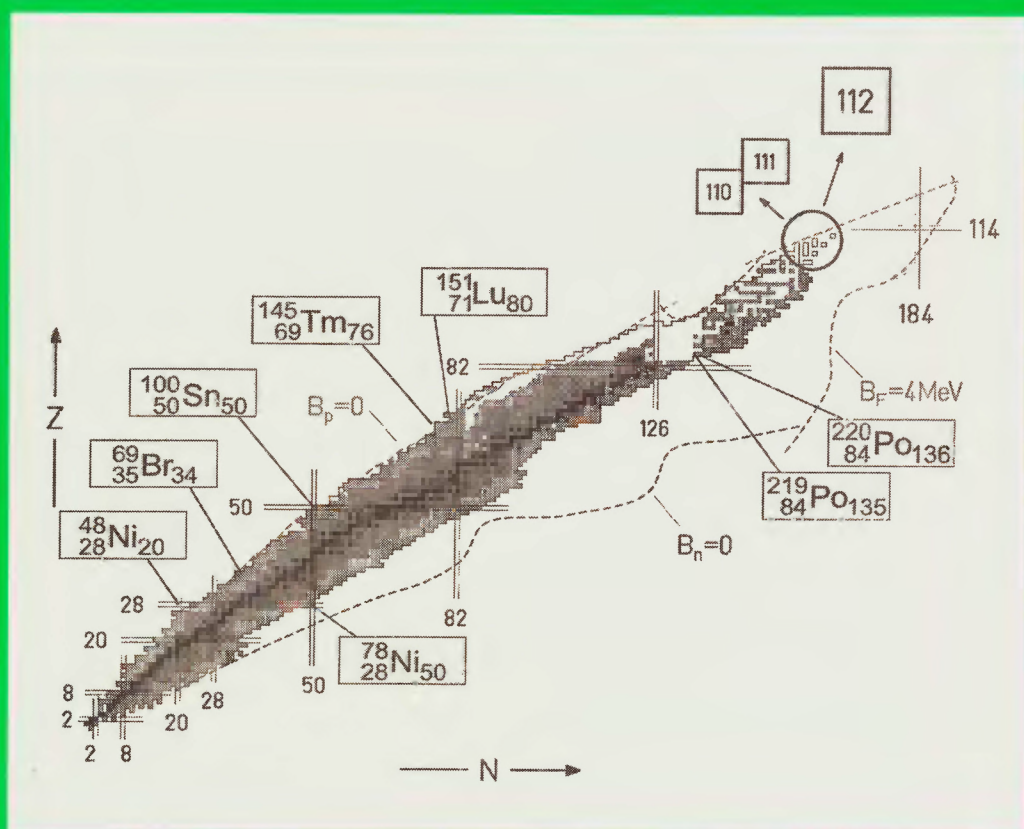 112
111
110
114
184
151 71 Lu 80
145 69 Tm 76
82
100 50 Sn 50
B_p=0
Z
B_F=4MeV
126
220 84 Po 136
69 35 Br 34
50
219 84 Po 135
48 28 Ni 20
B_n=0
28
82
20
78 28 Ni 50
50
8
28
2
20
2
8
N